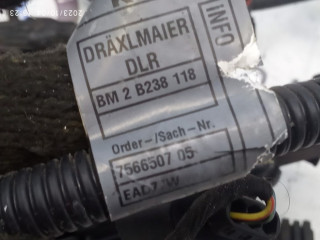 DRÄXLMAIER
DLR
BM 2 B238 118
INFO
Order-/Sach-Nr.
7566507 05